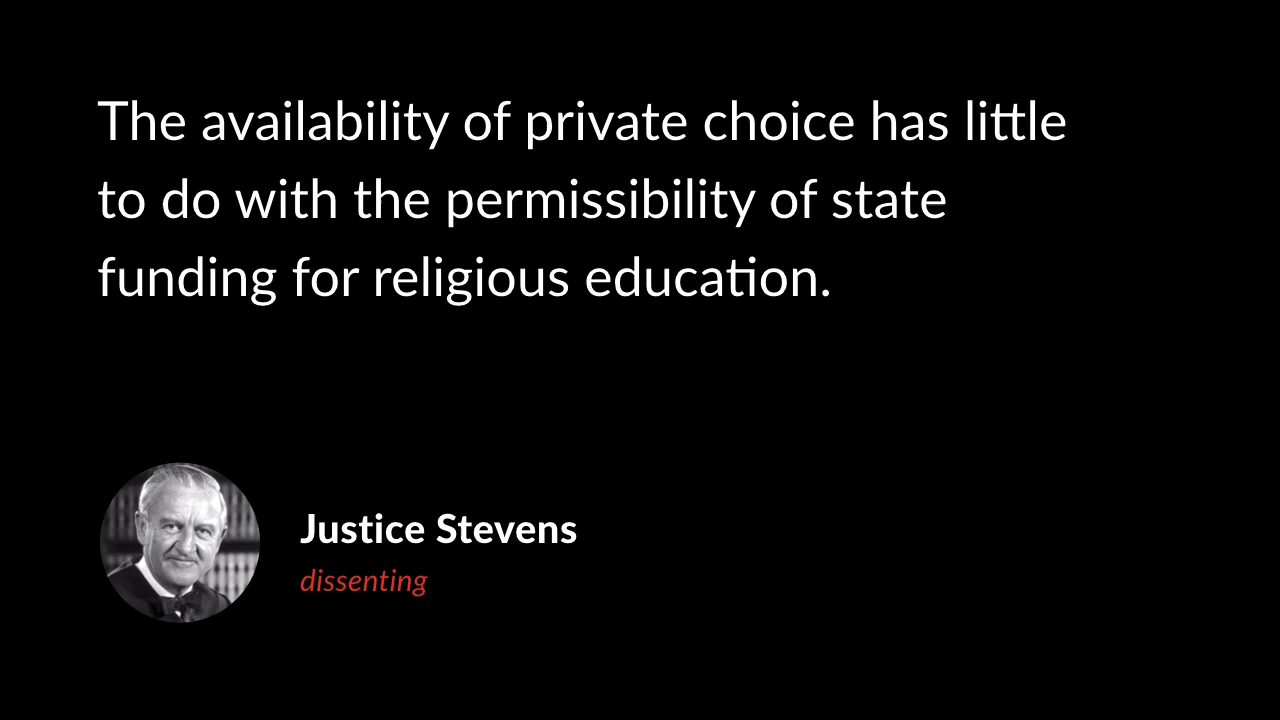 The availability of private choice has little
to do with the permissibility of state
funding for religious education.
Justice Stevens
dissenting